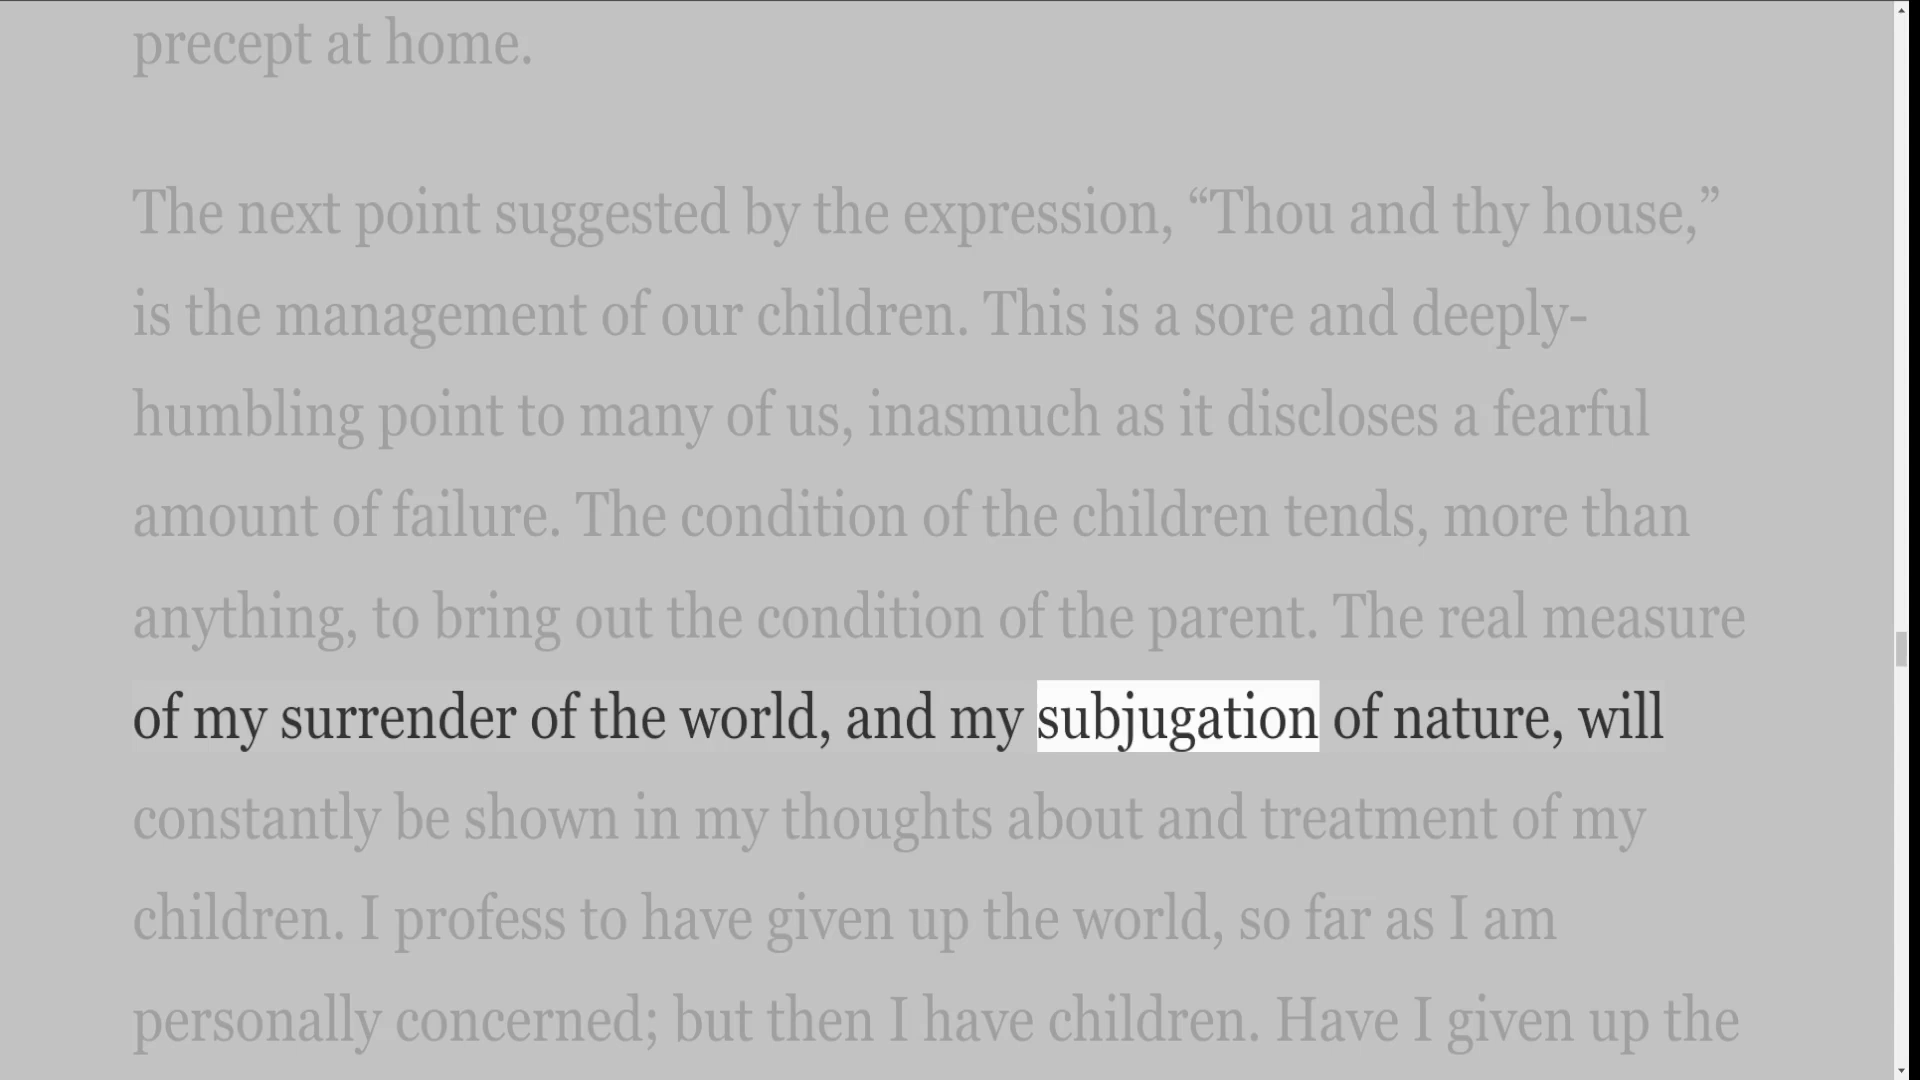 precept at home.
The next point suggested by the expression, “Thou and thy house,”
is the management of our children. This is a sore and deeply-
humbling point to many of us, inasmuch as it discloses a fearful
amount of failure. The condition of the children tends, more than
anything, to bring out the condition of the parent. The real measure
of my surrender of the world, and my subjugation of nature, will
constantly be shown in my thoughts about and treatment of my
children. I profess to have given up the world, so far as I am
personally concerned; but then I have children. Have I given up the